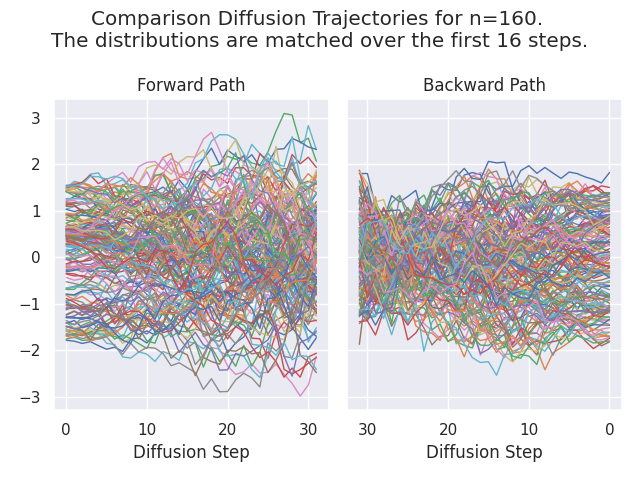 Comparison Diffusion Trajectories for n=160.
The distributions are matched over the first 16 steps.
Forward Path
Backward Path
3
2
1
0
−1
−2
−3
0 10 20 30
30 20 10 0
Diffusion Step
Diffusion Step